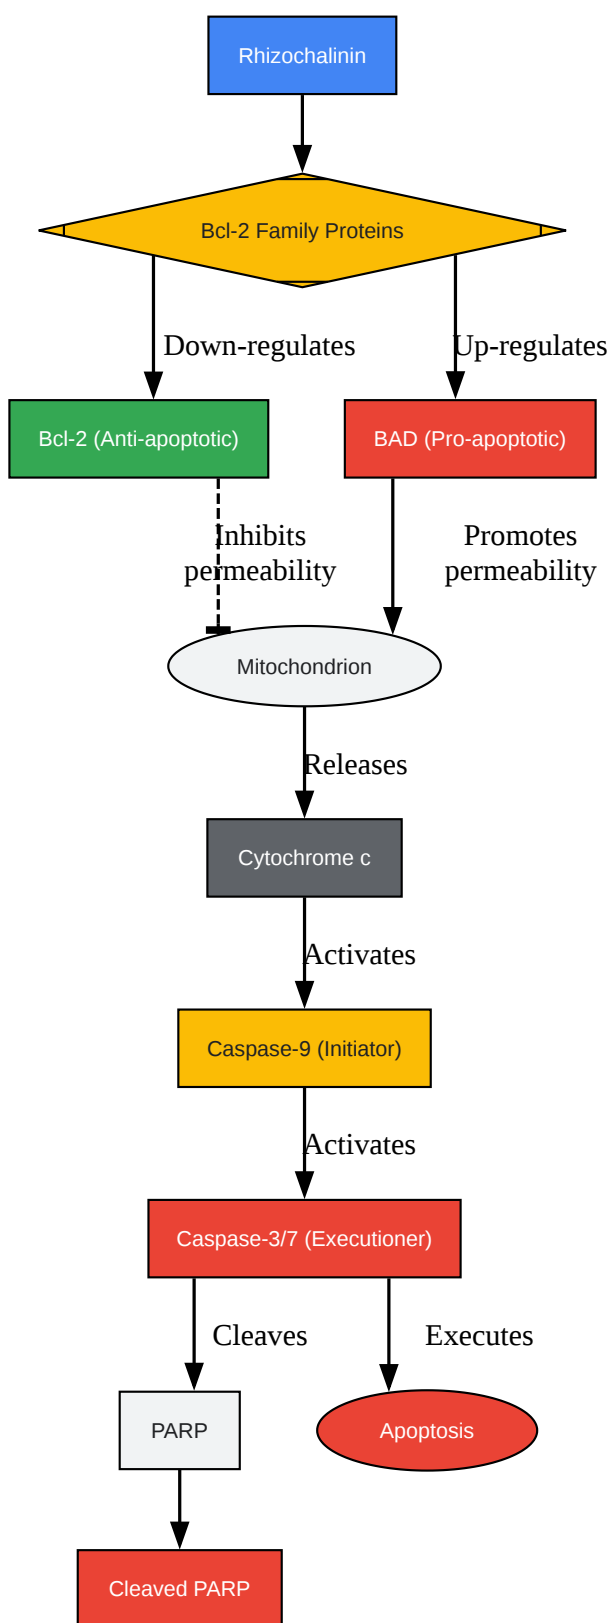 Rhizochalinin
Bcl-2 Family Proteins
Down-regulates
Up-regulates
Bcl-2 (Anti-apoptotic)
BAD (Pro-apoptotic)
Inhibits
permeability
Promotes
permeability
Mitochondrion
Releases
Cytochrome c
Activates
Caspase-9 (Initiator)
Activates
Caspase-3/7 (Executioner)
Cleaves
Executes
PARP
Apoptosis
Cleaved PARP